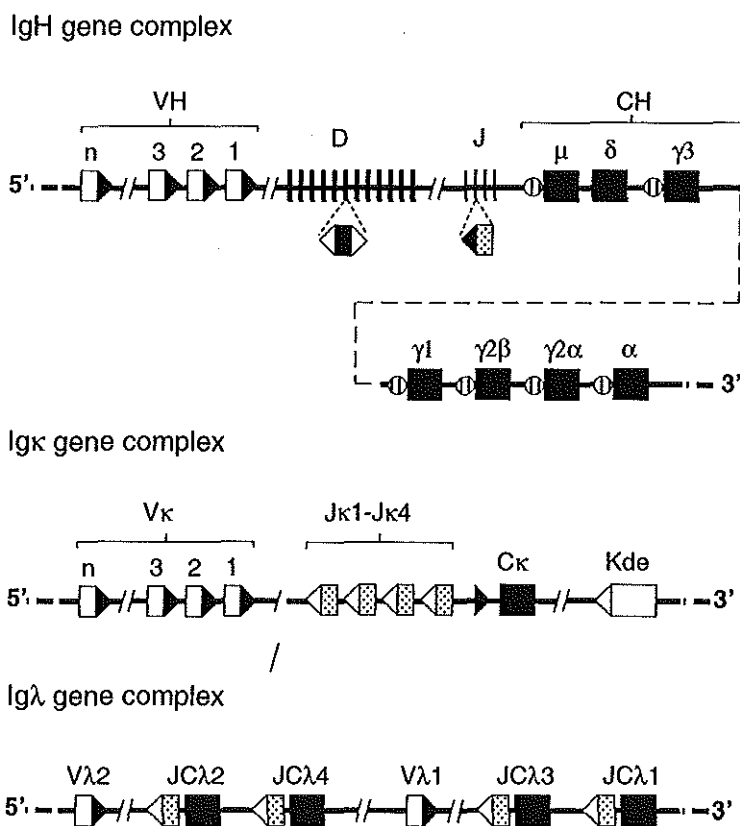 IgH gene complex
VH CH
n 3 2 1 D J μ δ γ3
5'
γ1 γ2β γ2α α
3'
Igκ gene complex
Vκ Jκ1-Jκ4
n 3 2 1 Cκ Kde
5' 3'
Igλ gene complex
Vλ2 JCλ2 JCλ4 Vλ1 JCλ3 JCλ1
5' 3'